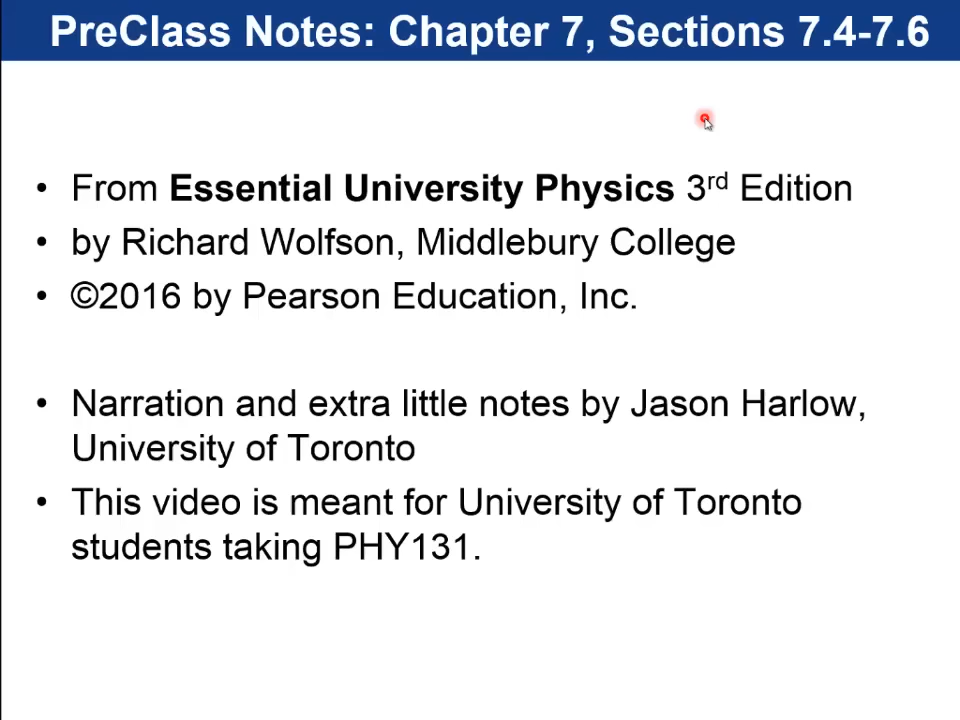 PreClass Notes: Chapter 7, Sections 7.4-7.6
• From Essential University Physics 3rd Edition
• by Richard Wolfson, Middlebury College
• ©2016 by Pearson Education, Inc.
• Narration and extra little notes by Jason Harlow,
University of Toronto
• This video is meant for University of Toronto
students taking PHY131.